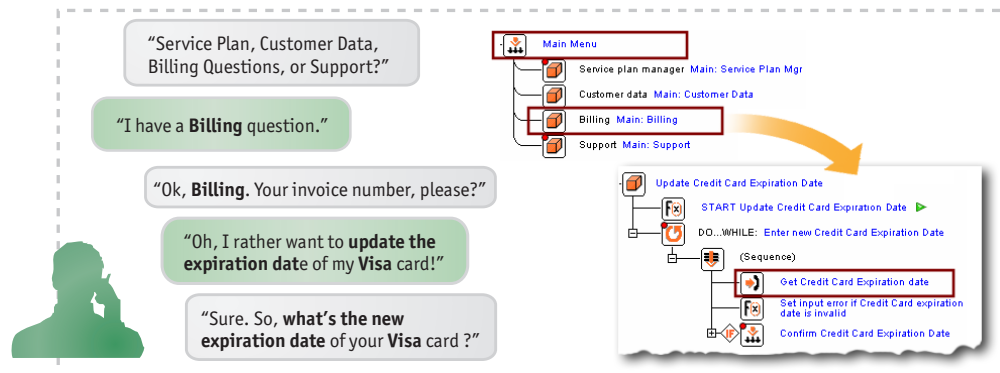 “Service Plan, Customer Data,
Billing Questions, or Support?”
“I have a Billing question.”
“Ok, Billing. Your invoice number, please?”
“Oh, I rather want to update the
expiration date of my Visa card!”
“Sure. So, what’s the new
expiration date of your Visa card ?”
Main Menu
Service plan manager Main: Service Plan Mgr
Customer data Main: Customer Data
Billing Main: Billing
Support Main: Support
Update Credit Card Expiration Date
F(x) START Update Credit Card Expiration Date
DO...WHILE: Enter new Credit Card Expiration Date
(Sequence)
Get Credit Card Expiration date
F(x) Set input error if Credit Card expiration
date is invalid
IF Confirm Credit Card Expiration Date